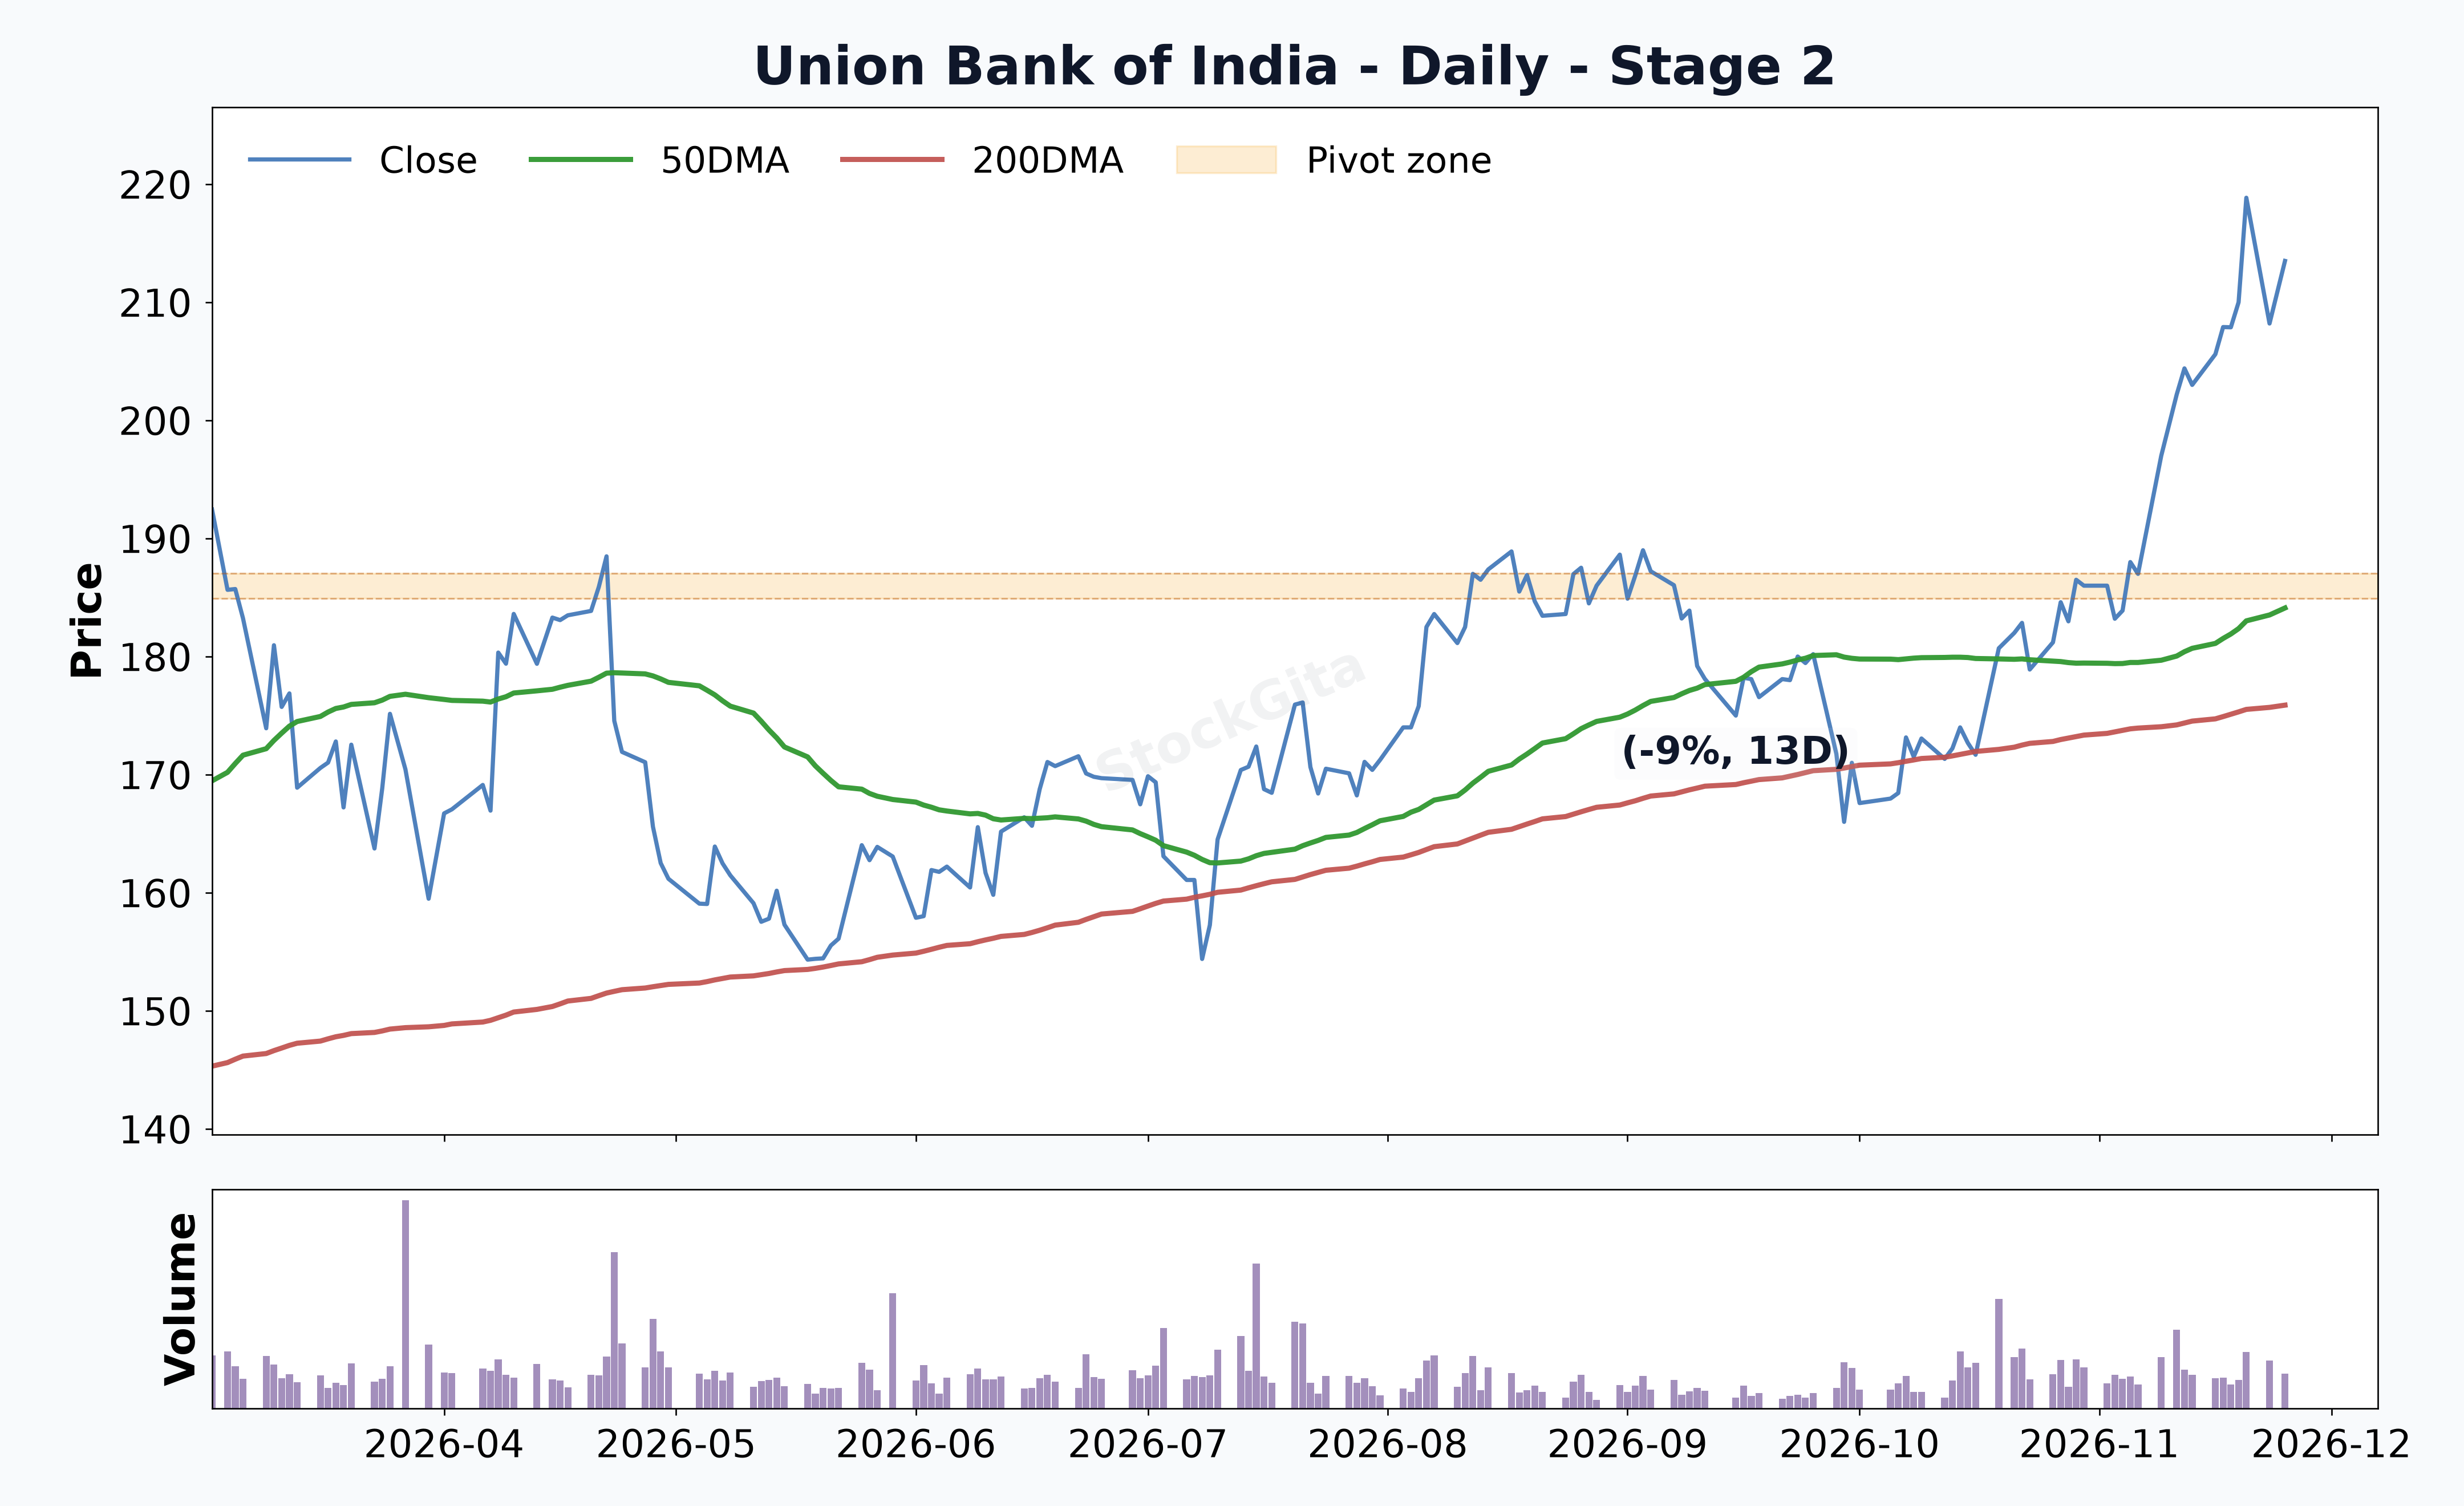 Union Bank of India - Daily - Stage 2
Close 50DMA 200DMA Pivot zone
Price
220
210
200
190
180
170
160
150
140
StockGita
(-9%, 13D)
Volume
2026-04 2026-05 2026-06 2026-07 2026-08 2026-09 2026-10 2026-11 2026-12